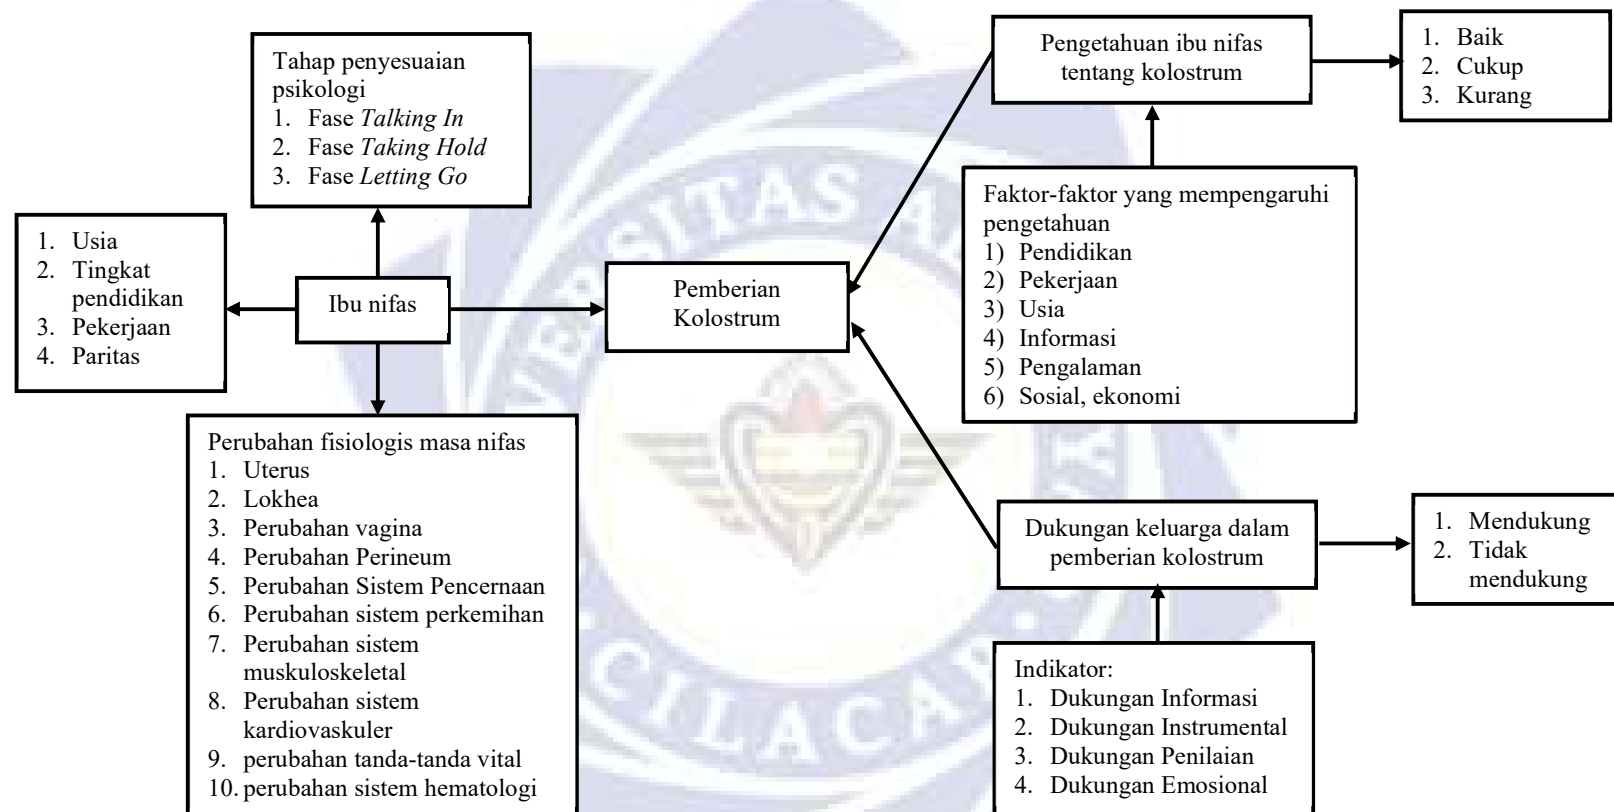 Tahap penyesuaian
psikologi
1. Fase Talking In
2. Fase Taking Hold
3. Fase Letting Go
1. Usia
2. Tingkat
pendidikan
3. Pekerjaan
4. Paritas
Ibu nifas
Perubahan fisiologis masa nifas
1. Uterus
2. Lokhea
3. Perubahan vagina
4. Perubahan Perineum
5. Perubahan Sistem Pencernaan
6. Perubahan sistem perkemihan
7. Perubahan sistem
muskuloskeletal
8. Perubahan sistem
kardiovaskuler
9. perubahan tanda-tanda vital
10. perubahan sistem hematologi
Pemberian
Kolostrum
Pengetahuan ibu nifas
tentang kolostrum
1. Baik
2. Cukup
3. Kurang
Faktor-faktor yang mempengaruhi
pengetahuan
1) Pendidikan
2) Pekerjaan
3) Usia
4) Informasi
5) Pengalaman
6) Sosial, ekonomi
Dukungan keluarga dalam
pemberian kolostrum
1. Mendukung
2. Tidak
mendukung
Indikator:
1. Dukungan Informasi
2. Dukungan Instrumental
3. Dukungan Penilaian
4. Dukungan Emosional
CILACAP